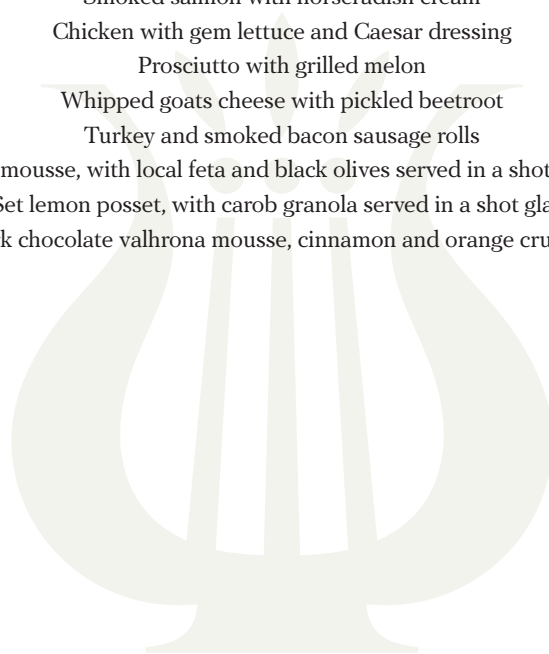 Smoked salmon with horseradish cream
Chicken with gem lettuce and Caesar dressing
Prosciutto with grilled melon
Whipped goats cheese with pickled beetroot
Turkey and smoked bacon sausage rolls
mousse, with local feta and black olives served in a shot
Set lemon posset, with carob granola served in a shot
chocolate valhrona mousse, cinnamon and orange